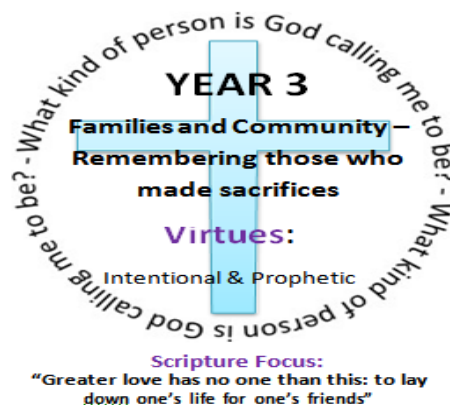 What kind of person is God calling me to be? - What kind of person is God calling me to be? -
YEAR 3
Families and Community –
Remembering those who
made sacrifices
Virtues:
Intentional & Prophetic
Scripture Focus:
“Greater love has no one than this: to lay
down one’s life for one’s friends”